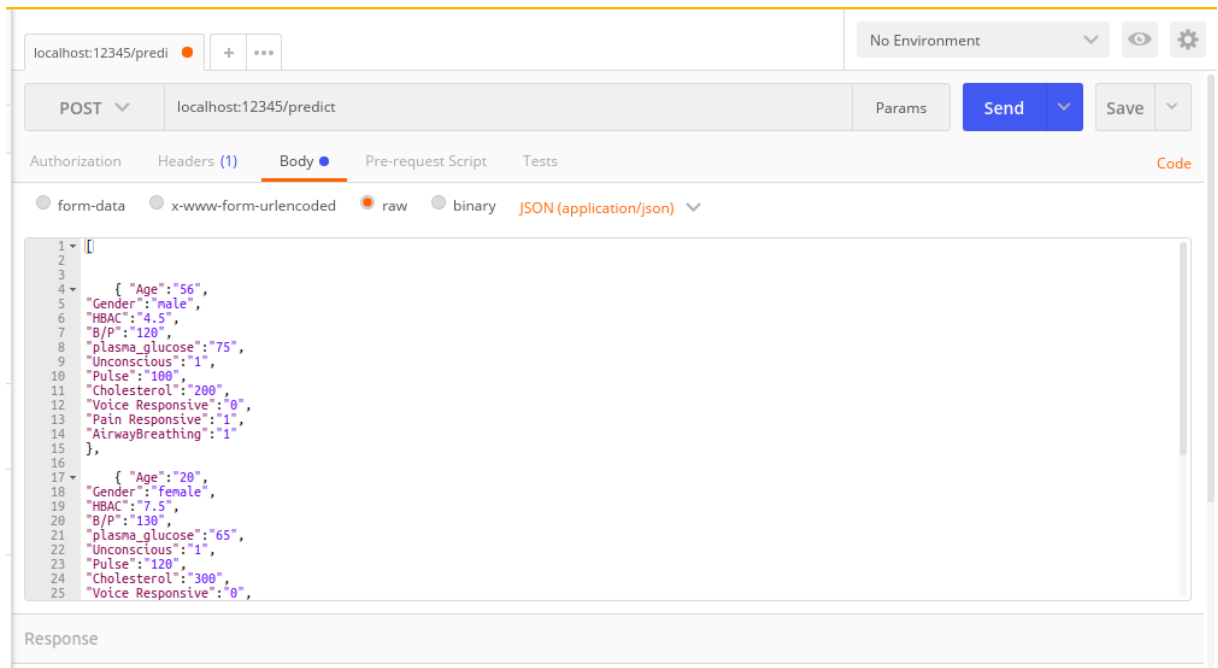 localhost:12345/predi + •••
No Environment
POST localhost:12345/predict Params Send Save
Authorization Headers (1) Body Pre-request Script Tests Code
form-data x-www-form-urlencoded raw binary JSON (application/json)
1 [
2
3
4 { "Age":"56",
5 "Gender":"male",
6 "HBAC":"4.5",
7 "B/P":"120",
8 "plasma_glucose":"75",
9 "Unconscious":"1",
10 "Pulse":"100",
11 "Cholesterol":"200",
12 "Voice Responsive":"0",
13 "Pain Responsive":"1",
14 "AirwayBreathing":"1"
15 },
16
17 { "Age":"20",
18 "Gender":"female",
19 "HBAC":"7.5",
20 "B/P":"130",
21 "plasma_glucose":"65",
22 "Unconscious":"1",
23 "Pulse":"120",
24 "Cholesterol":"300",
25 "Voice Responsive":"0",
Response